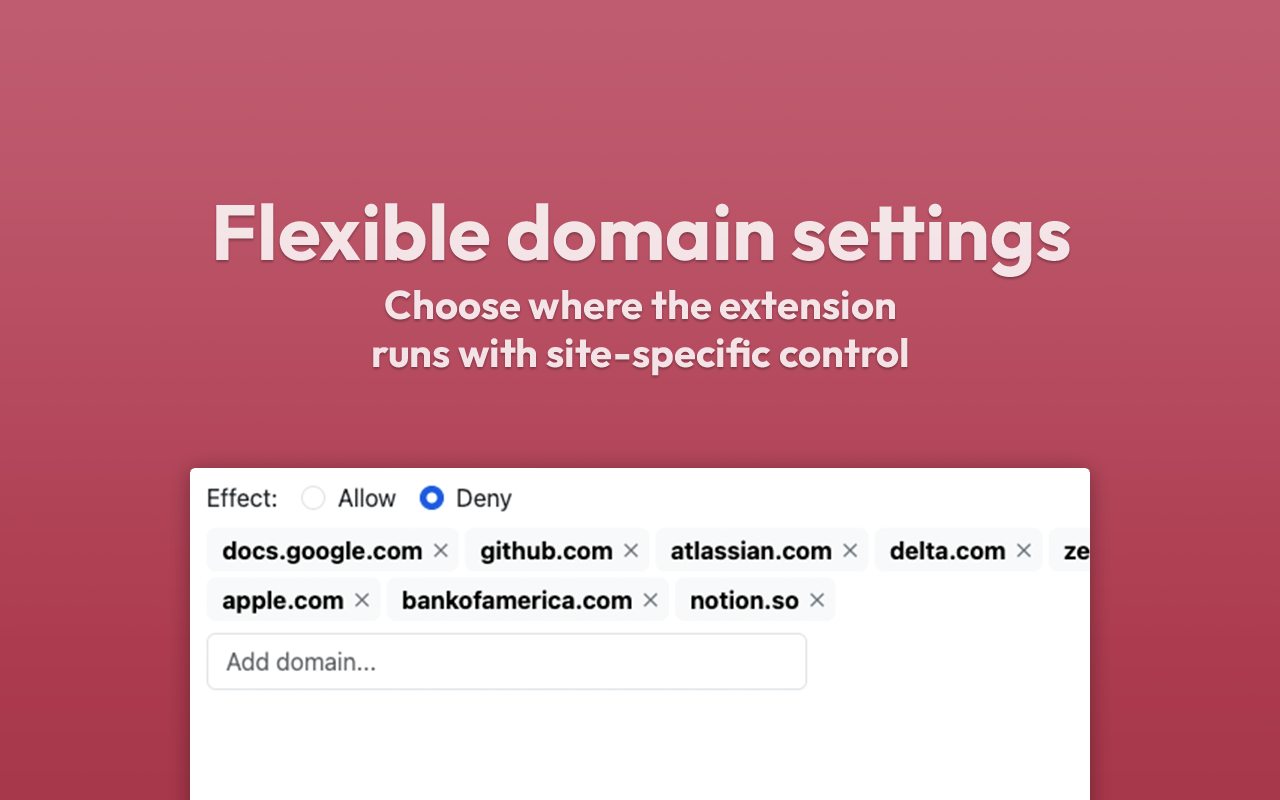 Flexible domain settings
Choose where the extension
runs with site-specific control
Effect: Allow Deny
docs.google.com × github.com × atlassian.com × delta.com × ze
apple.com × bankofamerica.com × notion.so ×
Add domain...